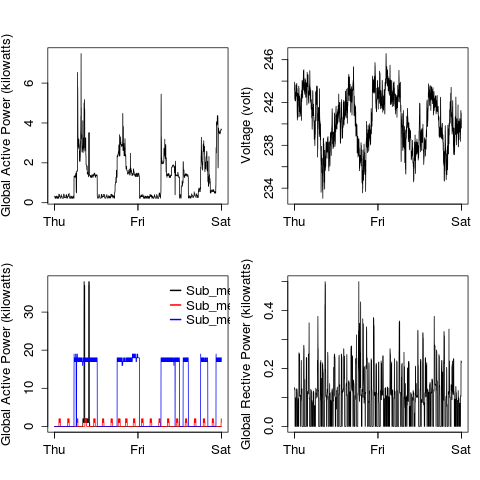 Global Active Power (kilowatts)
0 2 4 6
Thu Fri Sat
Voltage (volt)
234 238 242 246
Thu Fri Sat
Global Active Power (kilowatts)
0 10 20 30
Sub_me
Sub_me
Sub_me
Thu Fri Sat
Global Rective Power (kilowatts)
0.0 0.2 0.4
Thu Fri Sat